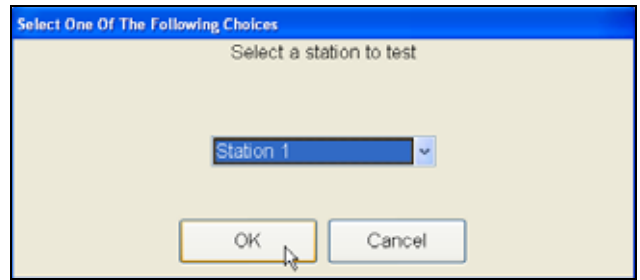 Select One Of The Following Choices
Select a station to test
Station 1
OK
Cancel